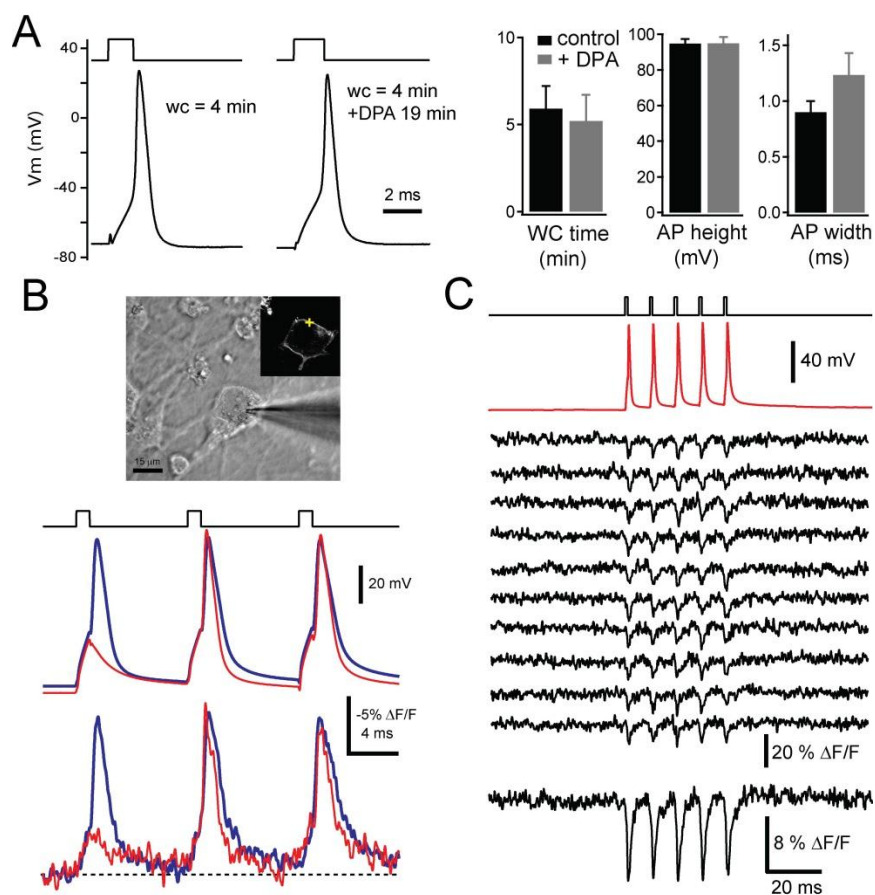 A
40
0
-40
-80
Vm (mV)
wc = 4 min
wc = 4 min
+DPA 19 min
2 ms
control
+ DPA
10
5
0
WC time
(min)
100
80
60
40
20
0
AP height
(mV)
1.5
1.0
0.5
0.0
AP width
(ms)
B
15 μm
20 mV
-5% ΔF/F
4 ms
C
40 mV
20 % ΔF/F
8 % ΔF/F
20 ms